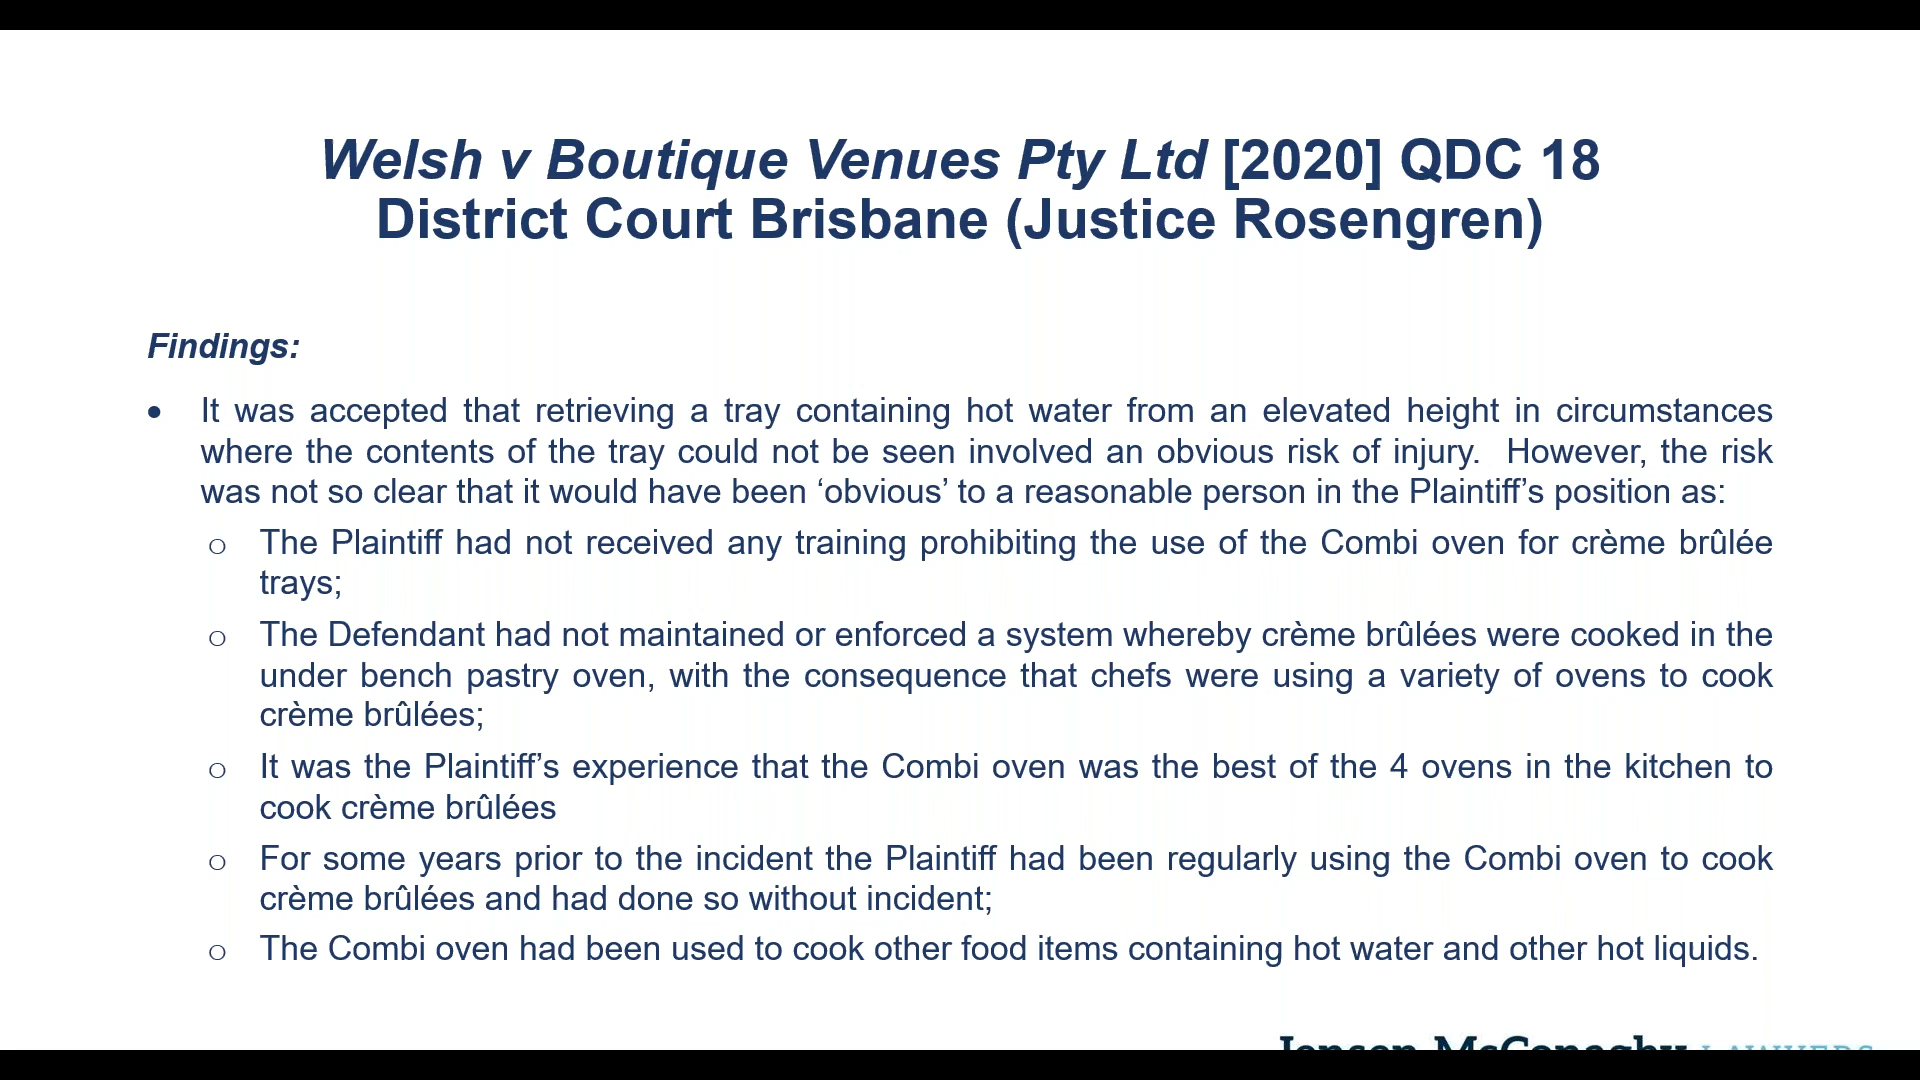 Welsh v Boutique Venues Pty Ltd [2020] QDC 18
District Court Brisbane (Justice Rosengren)
Findings:
• It was accepted that retrieving a tray containing hot water from an elevated height in circumstances
where the contents of the tray could not be seen involved an obvious risk of injury. However, the risk
was not so clear that it would have been ‘obvious’ to a reasonable person in the Plaintiff’s position as:
o The Plaintiff had not received any training prohibiting the use of the Combi oven for crème brûlée
trays;
o The Defendant had not maintained or enforced a system whereby crème brûlées were cooked in the
under bench pastry oven, with the consequence that chefs were using a variety of ovens to cook
crème brûlées;
o It was the Plaintiff’s experience that the Combi oven was the best of the 4 ovens in the kitchen to
cook crème brûlées
o For some years prior to the incident the Plaintiff had been regularly using the Combi oven to cook
crème brûlées and had done so without incident;
o The Combi oven had been used to cook other food items containing hot water and other hot liquids.
Jensen McConaghy LAWYERS